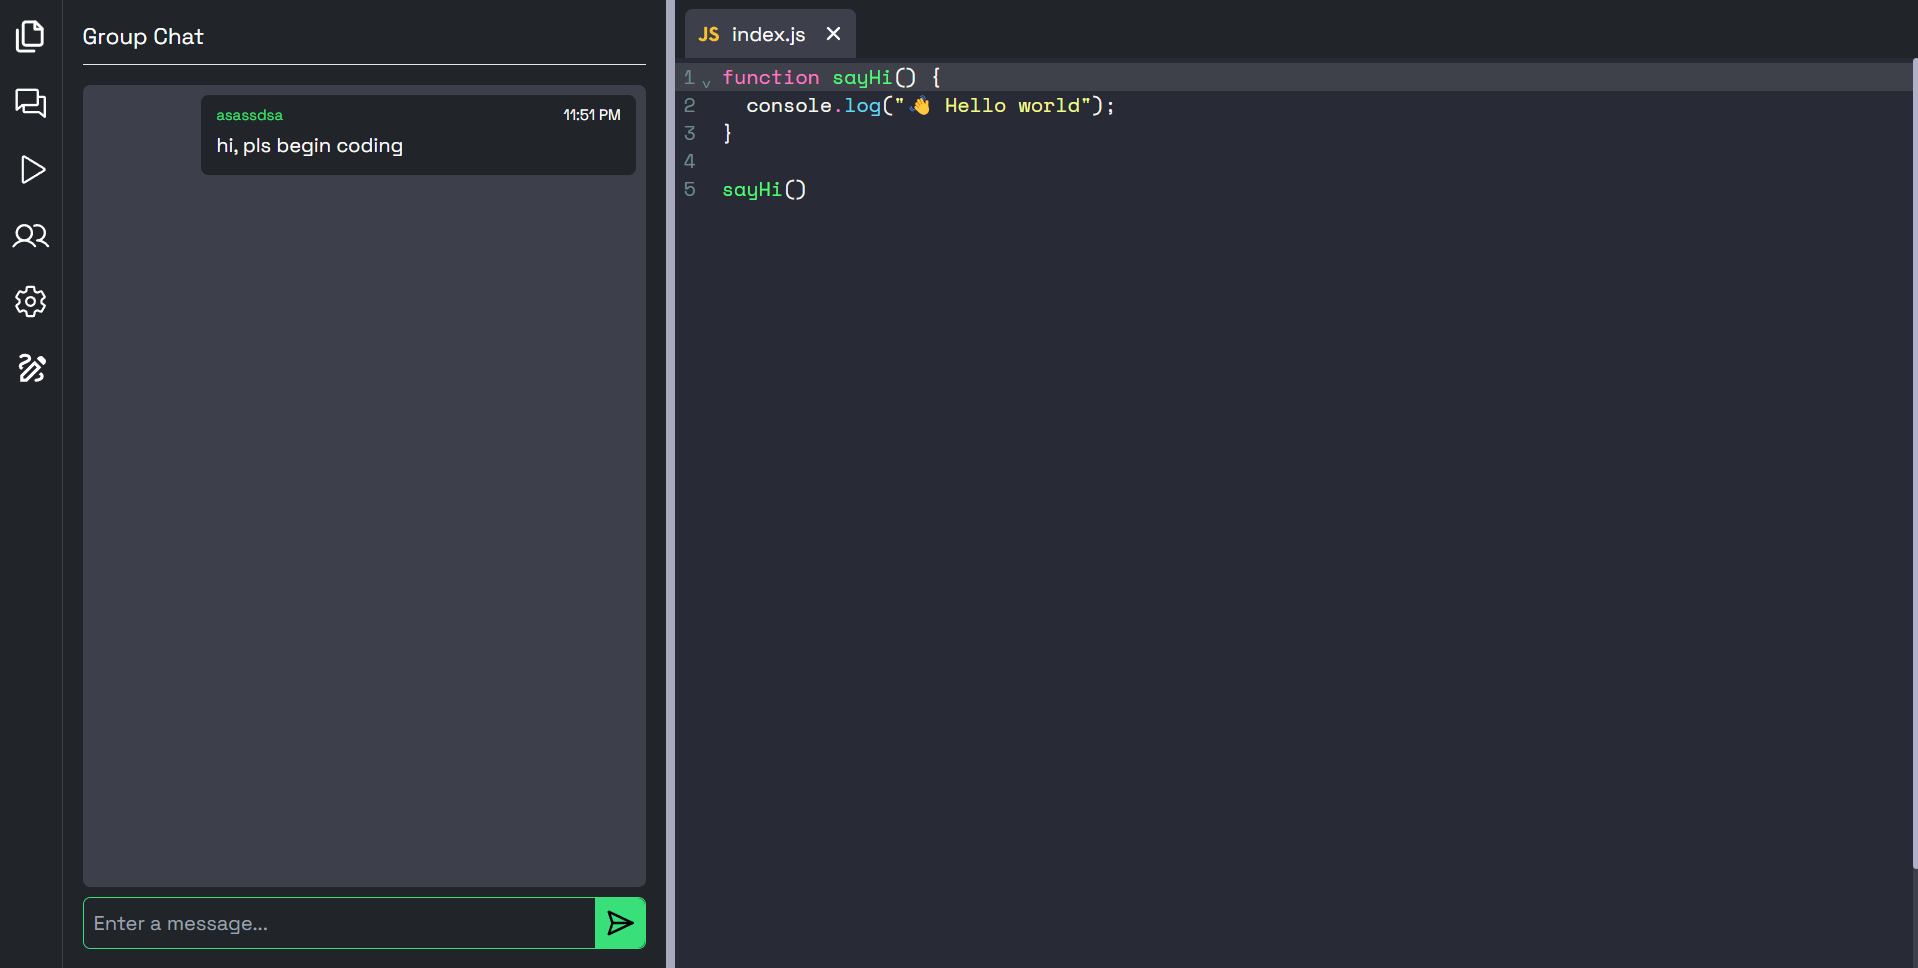 Group Chat
asassdsa 11:51 PM
hi, pls begin coding
Enter a message...
JS index.js
1 function sayHi() {
2   console.log("👋 Hello world");
3 }
4
5 sayHi()